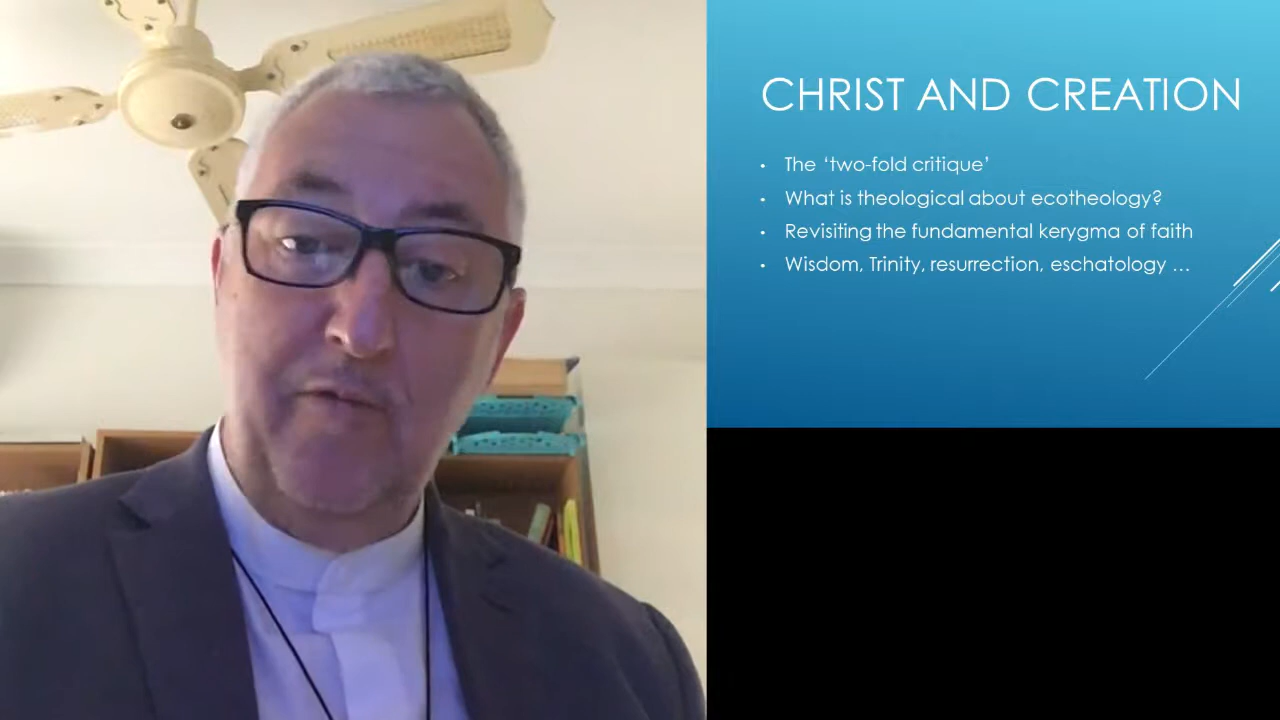 CHRIST AND CREATION
• The ‘two-fold critique’
• What is theological about ecotheology?
• Revisiting the fundamental kerygma of faith
• Wisdom, Trinity, resurrection, eschatology …